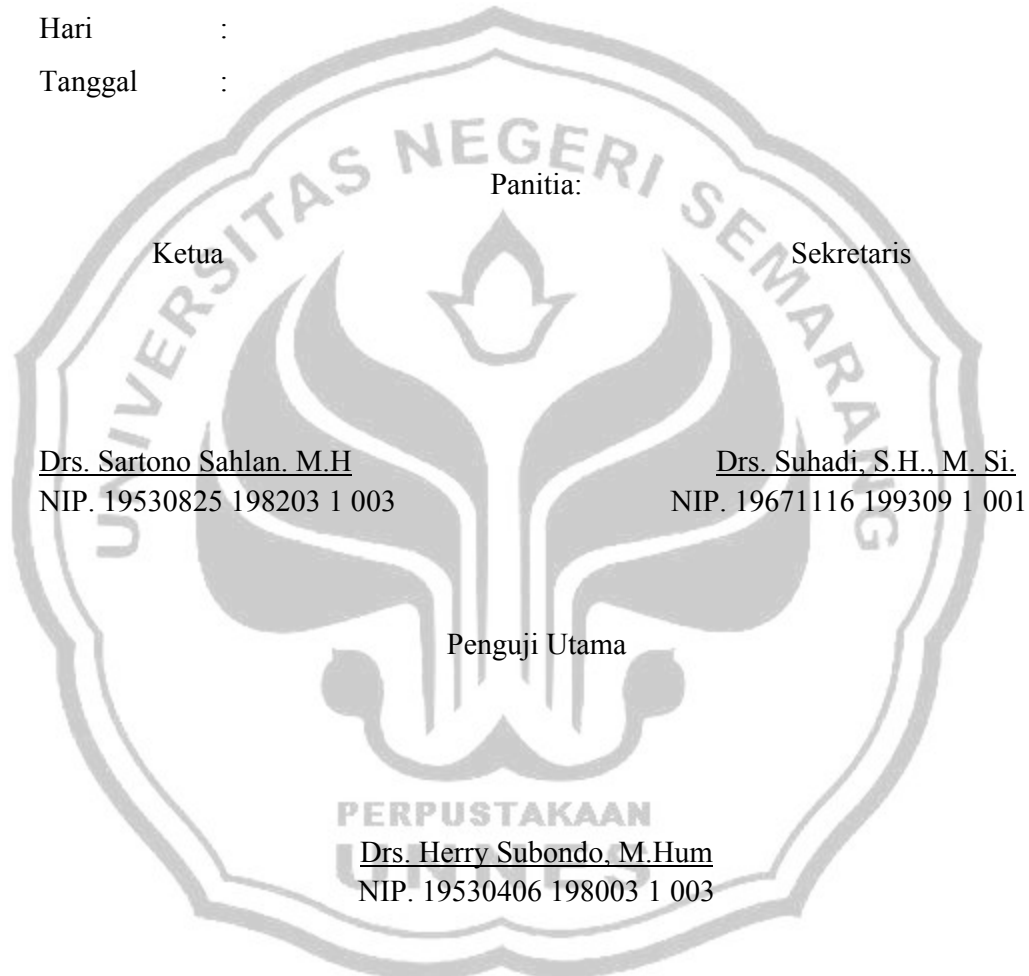 Hari :
Tanggal :
UNIVERSITAS NEGERI SEMARANG
Panitia:
Ketua Sekretaris
Drs. Sartono Sahlan. M.H Drs. Suhadi, S.H., M. Si.
NIP. 19530825 198203 1 003 NIP. 19671116 199309 1 001
Penguji Utama
PERPUSTAKAAN
UNNES
Drs. Herry Subondo, M.Hum
NIP. 19530406 198003 1 003